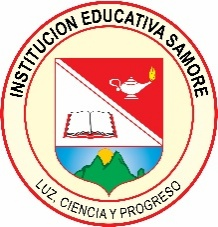 INSTITUCION EDUCATIVA SAMORE
LUZ, CIENCIA Y PROGRESO